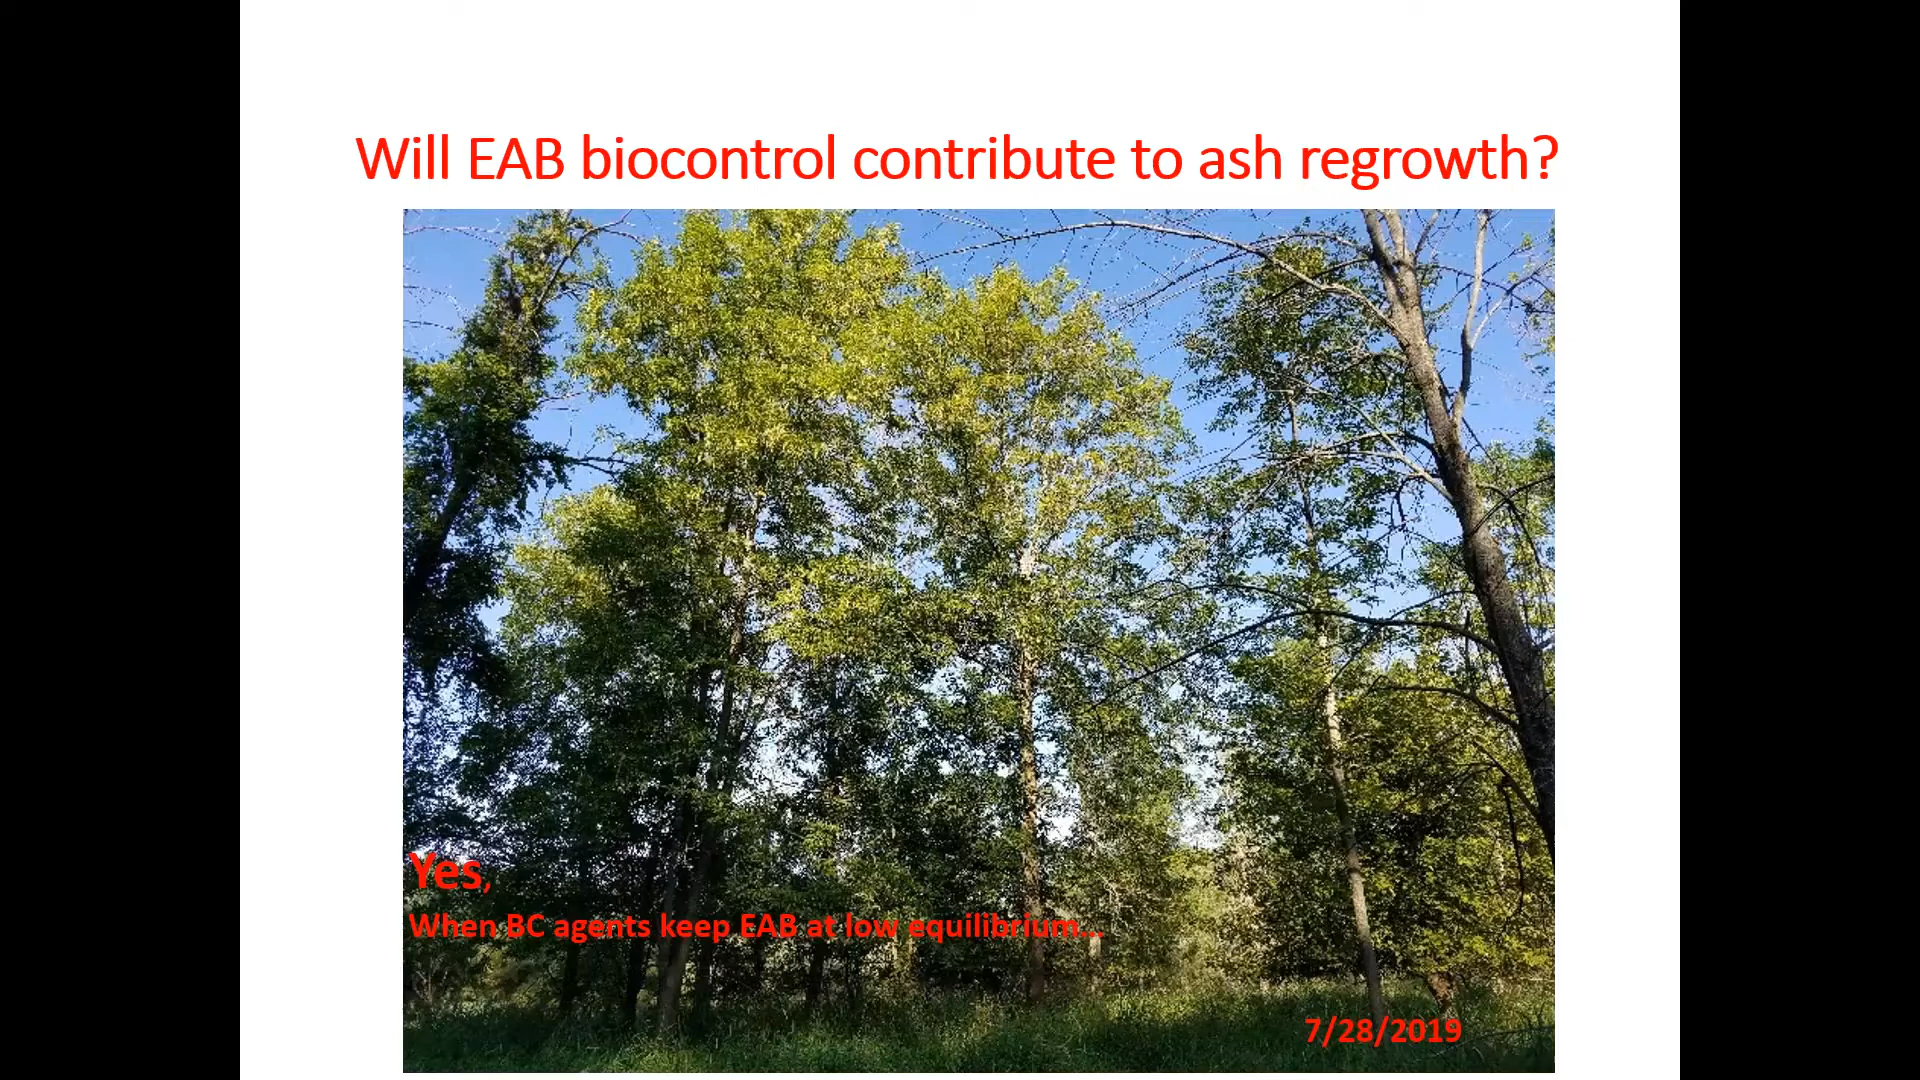 Will EAB biocontrol contribute to ash regrowth?
Yes,
When BC agents keep EAB at low equilibrium...
7/28/2019